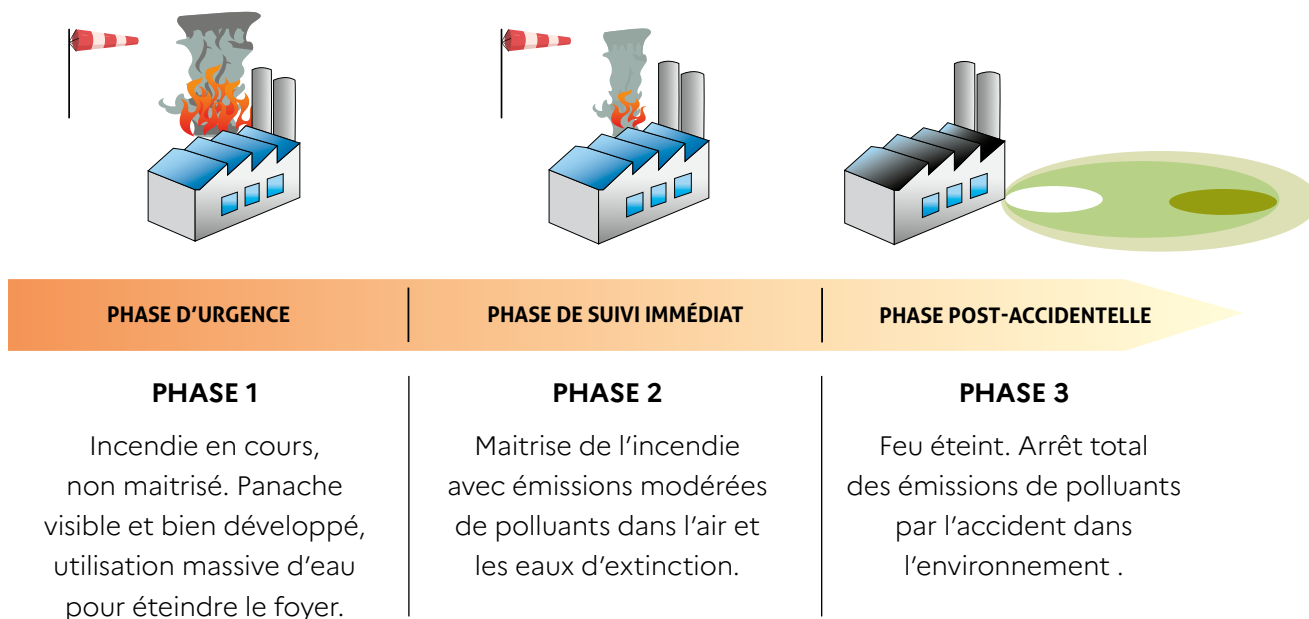 PHASE D'URGENCE
PHASE DE SUIVI IMMÉDIAT
PHASE POST-ACCIDENTELLE
PHASE 1
Incendie en cours,
non maitrisé. Panache
visible et bien développé,
utilisation massive d'eau
pour éteindre le foyer.
PHASE 2
Maitrise de l'incendie
avec émissions modérées
de polluants dans l'air et
les eaux d'extinction.
PHASE 3
Feu éteint. Arrêt total
des émissions de polluants
par l'accident dans
l'environnement .